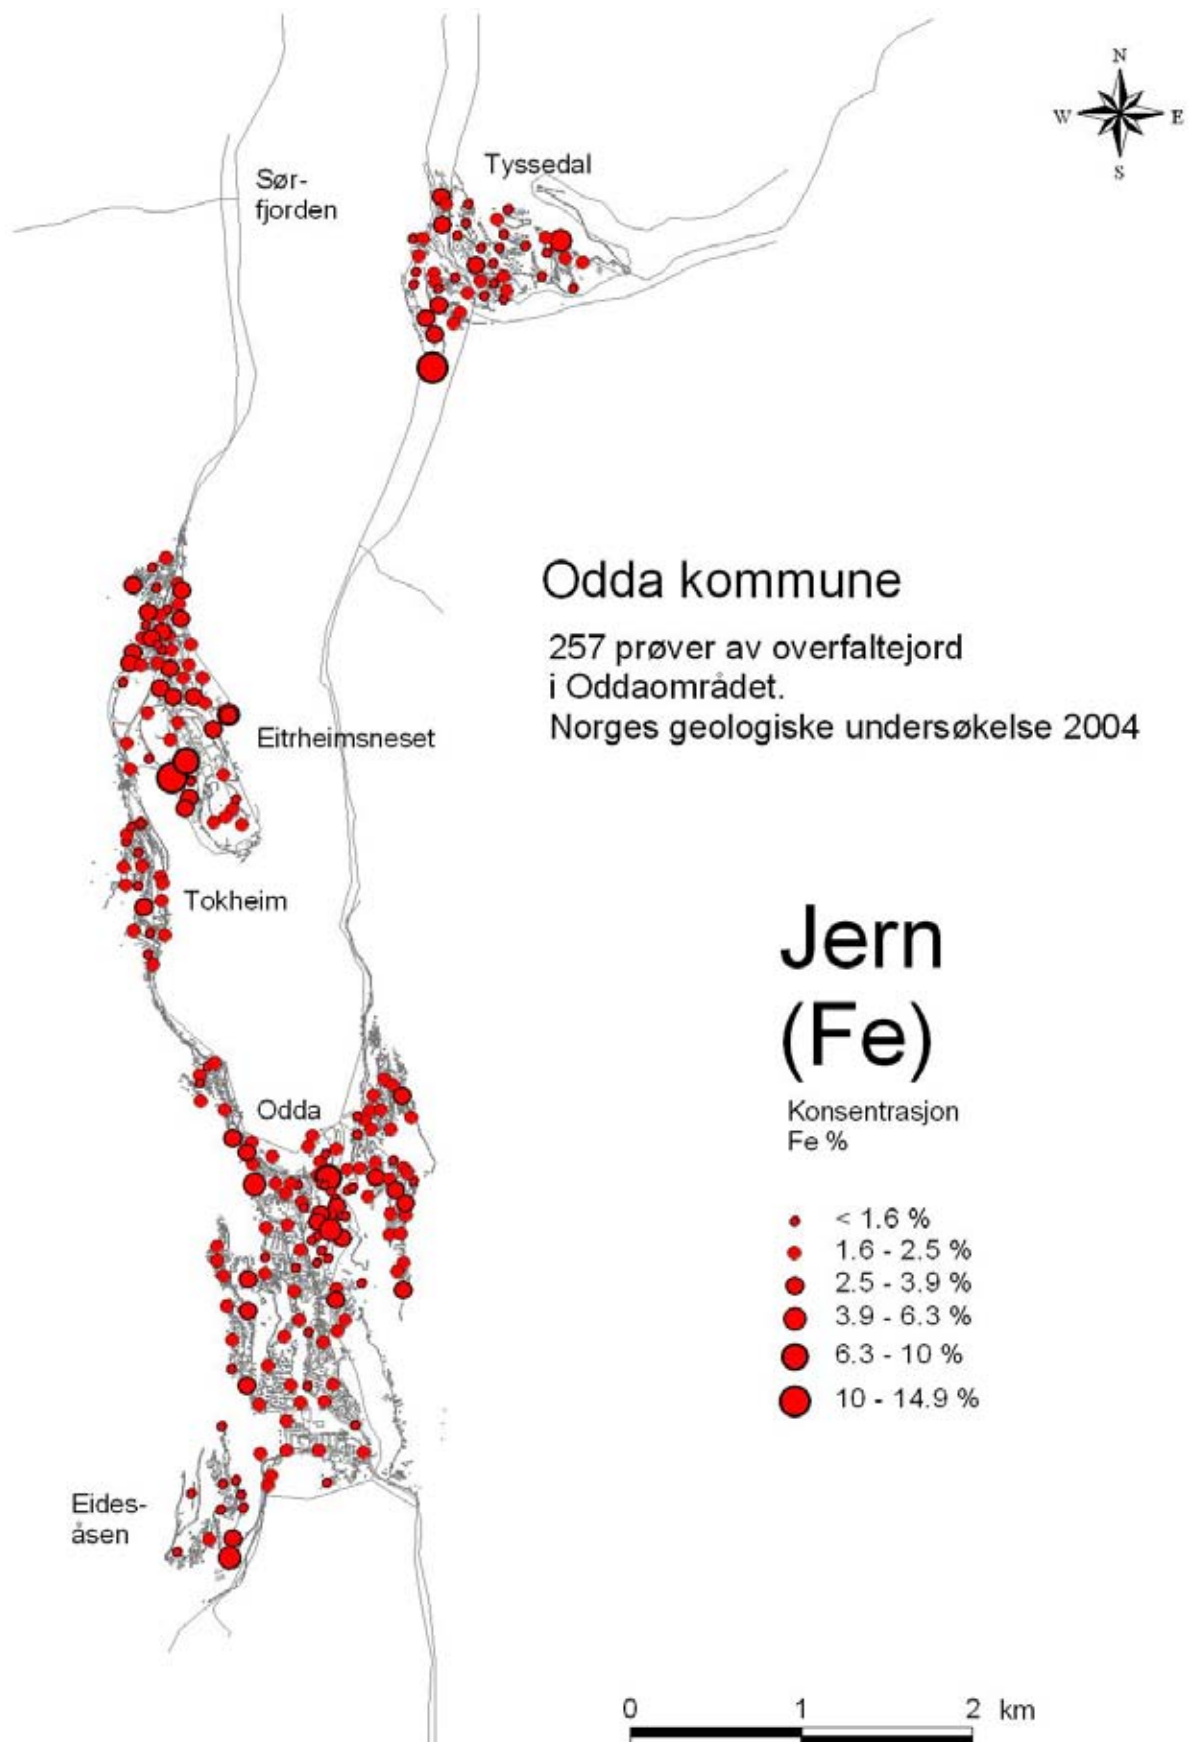 N
W E
S
Tyssedal
Sør-
fjorden
Odda kommune
257 prøver av overfaltejord
i Oddaområdet.
Norges geologiske undersøkelse 2004
Eitrheimsneset
Tokheim
Jern
(Fe)
Konsentrasjon
Fe %
Odda
< 1.6 %
1.6 - 2.5 %
2.5 - 3.9 %
3.9 - 6.3 %
6.3 - 10 %
10 - 14.9 %
Eides-
åsen
0 1 2 km